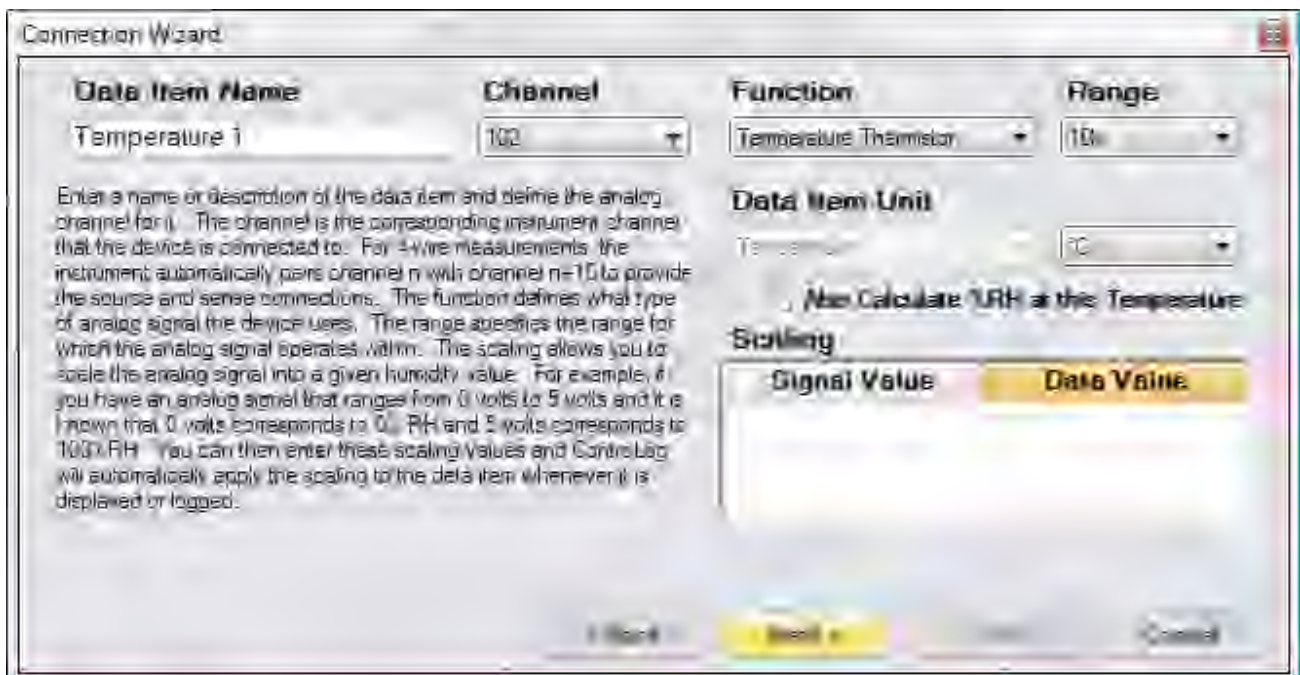 Connection Wizard
Data Item Name Channel Function Range
Temperature 1 102 Temperature Thermistor 10k
Enter a name or description of the data item and define the analog
channel for it. The channel is the corresponding instrument channel
that the device is connected to. For 4-wire measurements, the
instrument automatically pairs channel n with channel n+10 to provide
the source and sense connections. The function defines what type
of analog signal the device uses. The range specifies the range for
which the analog signal operates within. The scaling allows you to
scale the analog signal into a given humidity value. For example, if
you have an analog signal that ranges from 0 volts to 5 volts and it is
known that 0 volts corresponds to 0% RH and 5 volts corresponds to
100% RH. You can then enter these scaling values and ControLog
will automatically apply the scaling to the data item whenever it is
displayed or logged.
Data Item Unit
Temperature °C
Also Calculate %RH at this Temperature
Scaling
Signal Value Data Value
< Back Next > Cancel